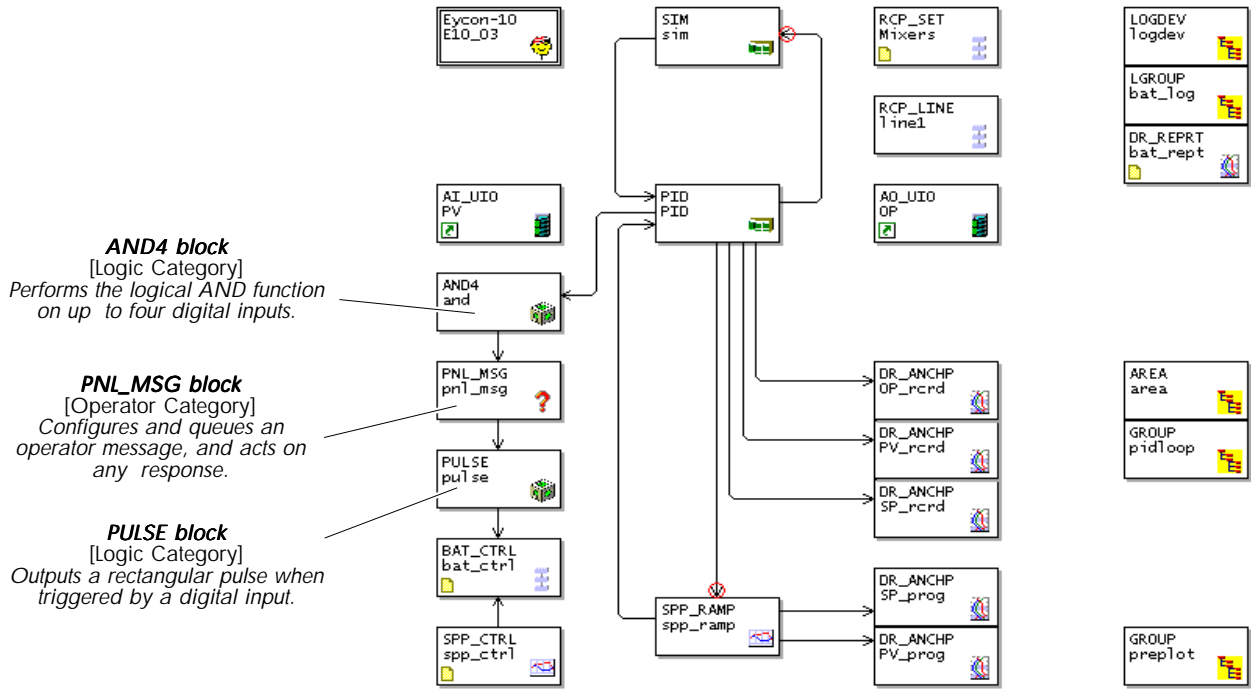 Eycon-10
E10_03
SIM
sim
RCP_SET
Mixers
LOGDEV
logdev
LGROUP
bat_log
RCP_LINE
line1
DR_REPRT
bat_rept
AI_UIO
PV
PID
PID
AO_UIO
OP
AND4 block
[Logic Category]
Performs the logical AND function
on up to four digital inputs.
AND4
and
PNL_MSG block
[Operator Category]
Configures and queues an
operator message, and acts on
any response.
PNL_MSG
pnl_msg
DR_ANCHP
OP_rcrd
AREA
area
DR_ANCHP
PV_rcrd
GROUP
pidloop
PULSE
pulse
DR_ANCHP
SP_rcrd
PULSE block
[Logic Category]
Outputs a rectangular pulse when
triggered by a digital input.
BAT_CTRL
bat_ctrl
DR_ANCHP
SP_prog
SPP_RAMP
spp_ramp
SPP_CTRL
spp_ctrl
DR_ANCHP
PV_prog
GROUP
preplot